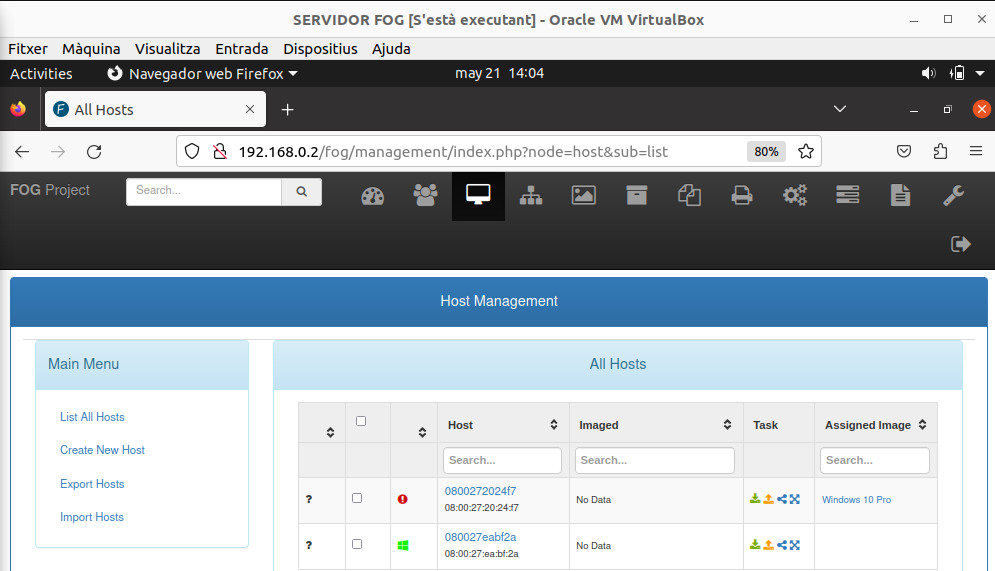 SERVIDOR FOG [S'està executant] - Oracle VM VirtualBox
Fitxer Màquina Visualitza Entrada Dispositius Ajuda
Activities Navegador web Firefox may 21 14:04
All Hosts
192.168.0.2/fog/management/index.php?node=host&sub=list 80%
FOG Project Search...
Host Management
Main Menu
List All Hosts
Create New Host
Export Hosts
Import Hosts
All Hosts
Host Imaged Task Assigned Image
Search... Search... Search...
? 0800272024f7 No Data Windows 10 Pro
08:00:27:20:24:f7
? 080027eabf2a No Data
08:00:27:ea:bf:2a